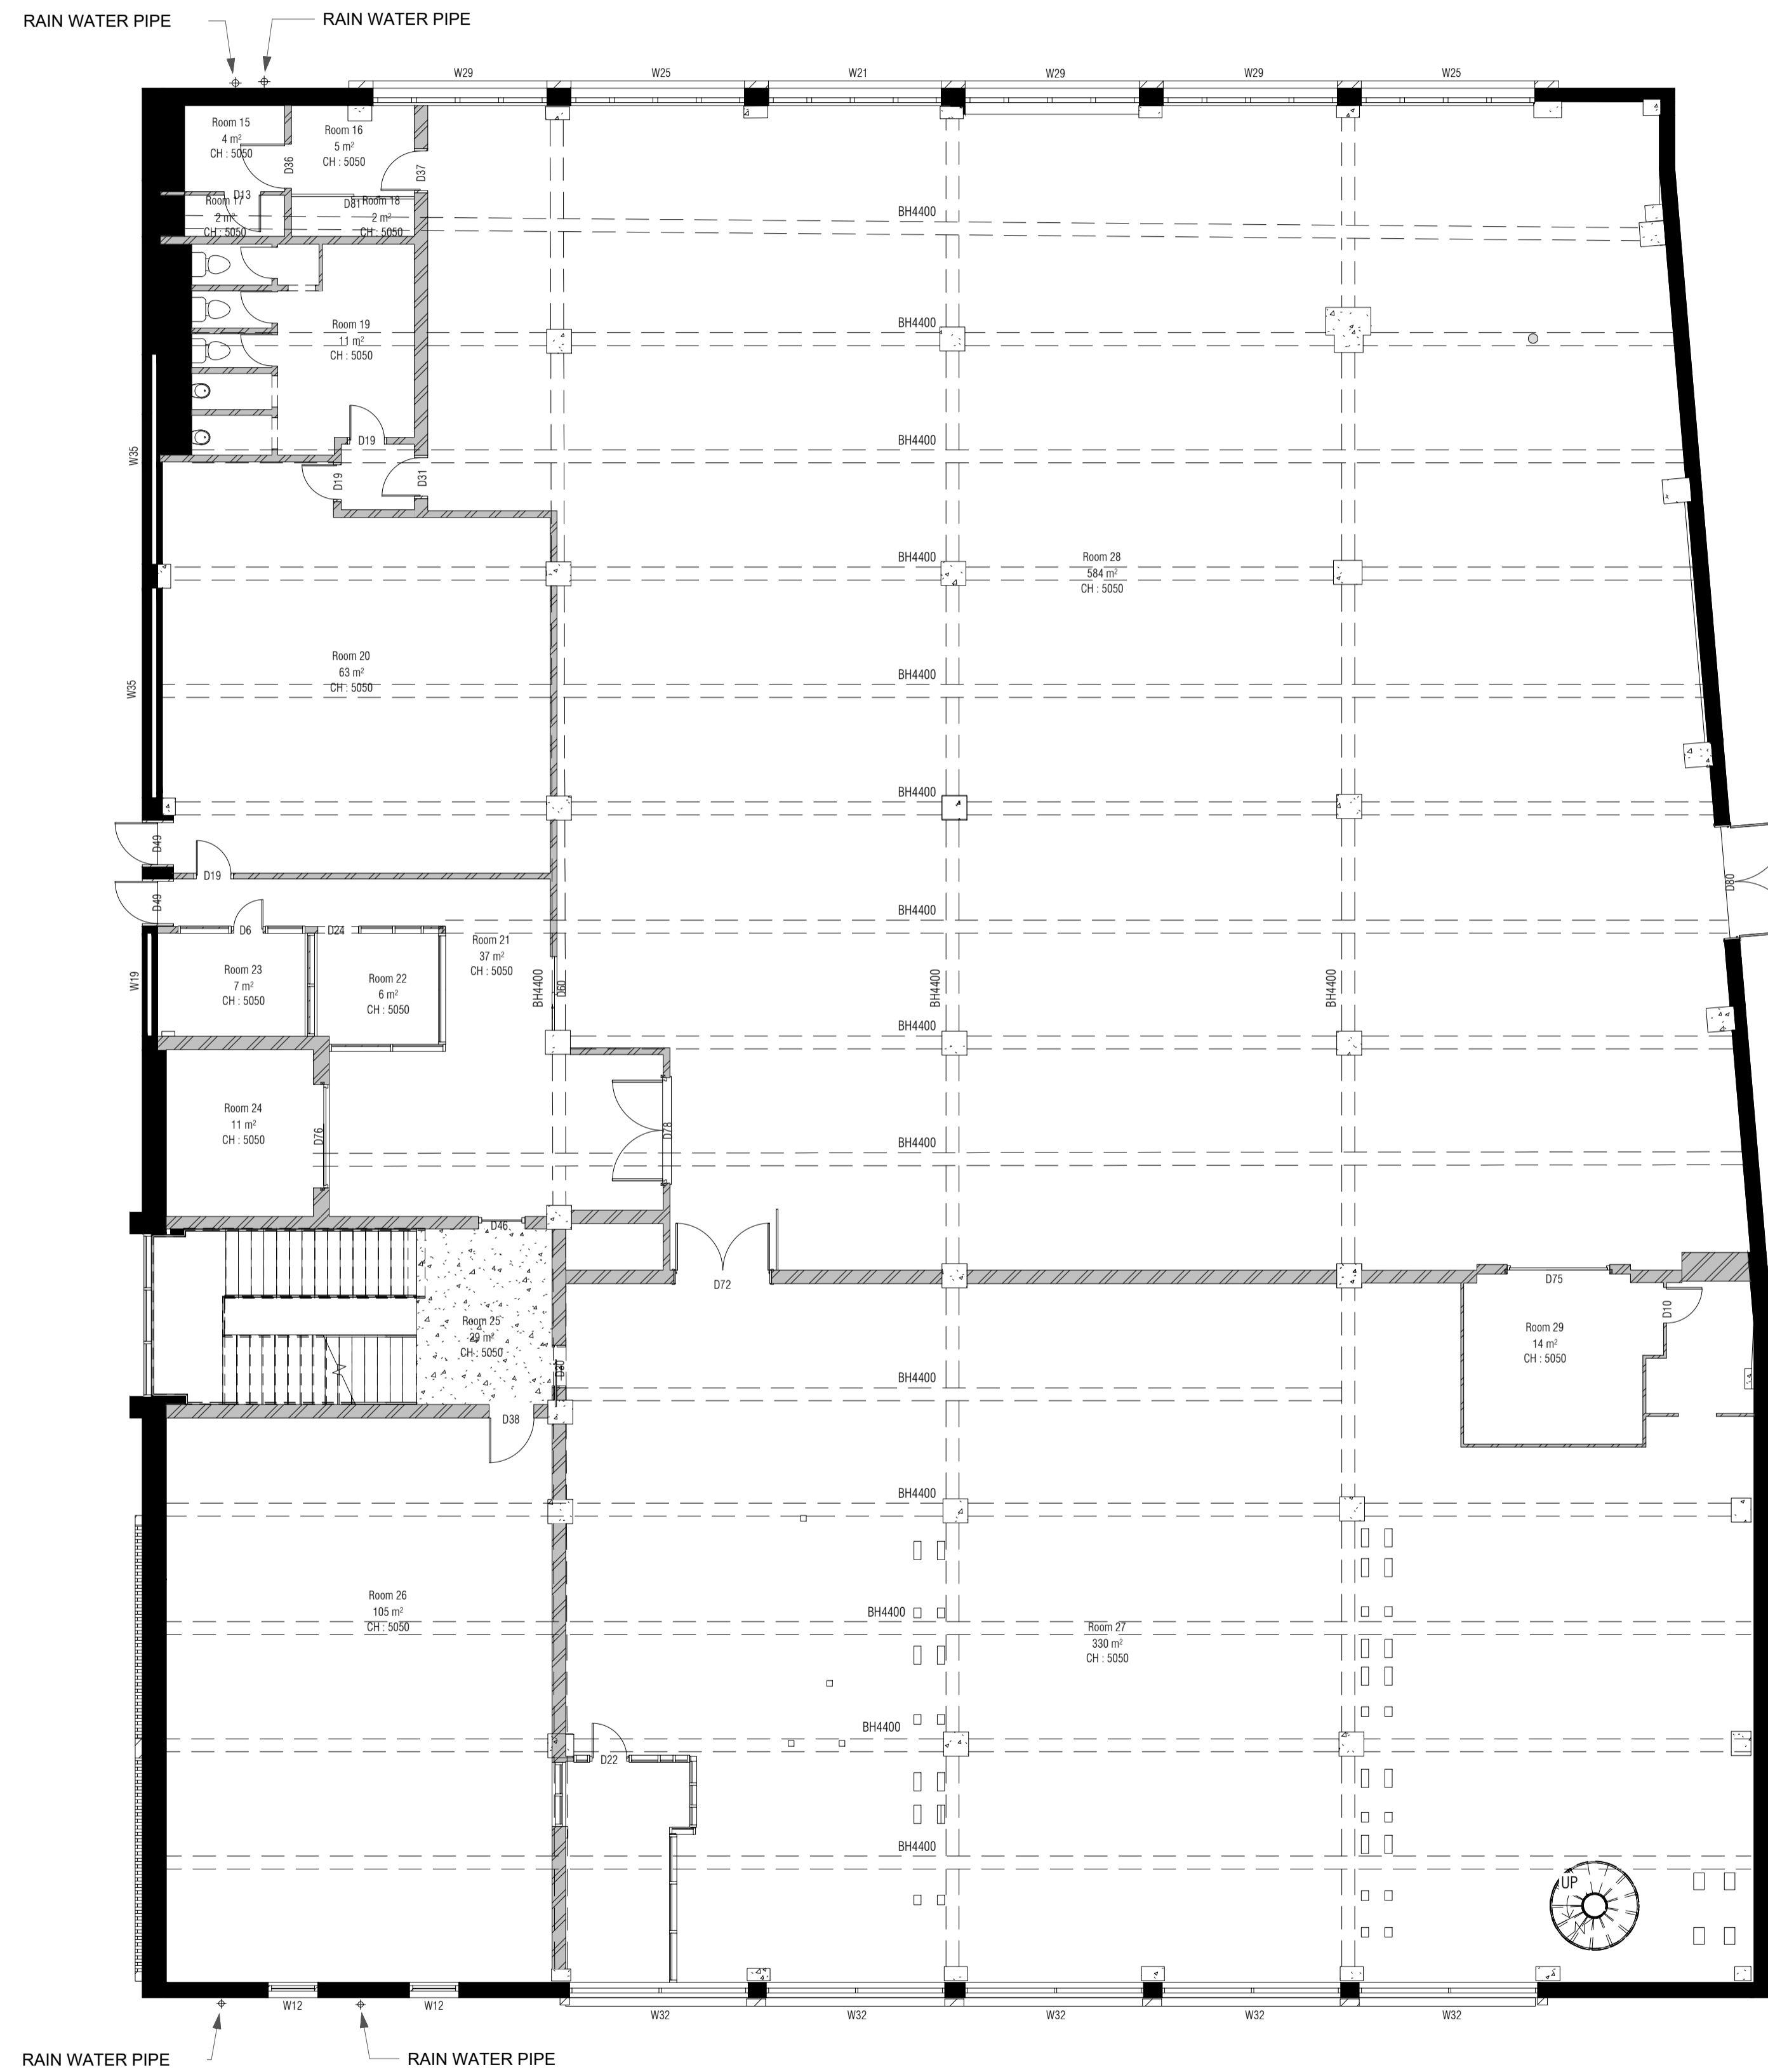 RAIN WATER PIPE
RAIN WATER PIPE
W29
W25
W21
W29
W29
W25
Room 15
4 m²
CH : 5050
Room 16
5 m²
CH : 5050
D36
D37
D13
Room 17
2 m²
CH : 5050
D81
Room 18
2 m²
CH : 5050
BH4400
Room 19
11 m²
CH : 5050
BH4400
W35
D19
D19
D31
BH4400
BH4400
Room 28
584 m²
CH : 5050
W35
Room 20
63 m²
CH : 5050
BH4400
BH4400
D49
D19
D49
D80
BH4400
D6
D24
Room 21
37 m²
CH : 5050
W19
Room 23
7 m²
CH : 5050
Room 22
6 m²
CH : 5050
BH4400
D60
BH4400
BH4400
BH4400
Room 24
11 m²
CH : 5050
D76
D78
BH4400
D46
D72
D75
D10
Room 25
29 m²
CH : 5050
Room 29
14 m²
CH : 5050
BH4400
D38
BH4400
Room 26
105 m²
CH : 5050
BH4400
Room 27
330 m²
CH : 5050
BH4400
D22
BH4400
UP
W12
W12
W32
W32
W32
W32
W32
RAIN WATER PIPE
RAIN WATER PIPE